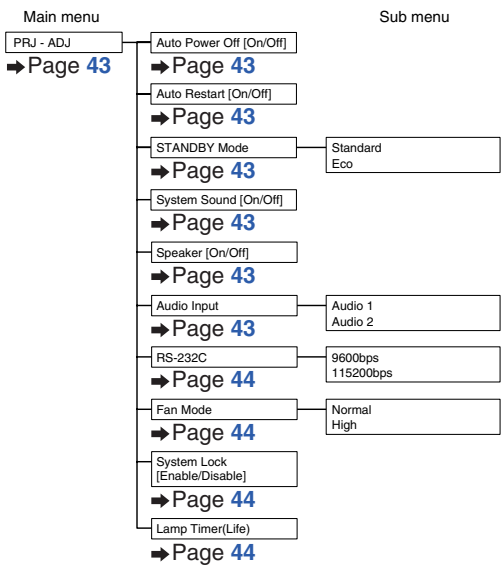 Main menu
Sub menu
PRJ - ADJ
➡Page 43
Auto Power Off [On/Off]
➡Page 43
Auto Restart [On/Off]
➡Page 43
STANDBY Mode
➡Page 43
Standard
Eco
System Sound [On/Off]
➡Page 43
Speaker [On/Off]
➡Page 43
Audio Input
➡Page 43
Audio 1
Audio 2
RS-232C
➡Page 44
9600bps
115200bps
Fan Mode
➡Page 44
Normal
High
System Lock
[Enable/Disable]
➡Page 44
Lamp Timer(Life)
➡Page 44